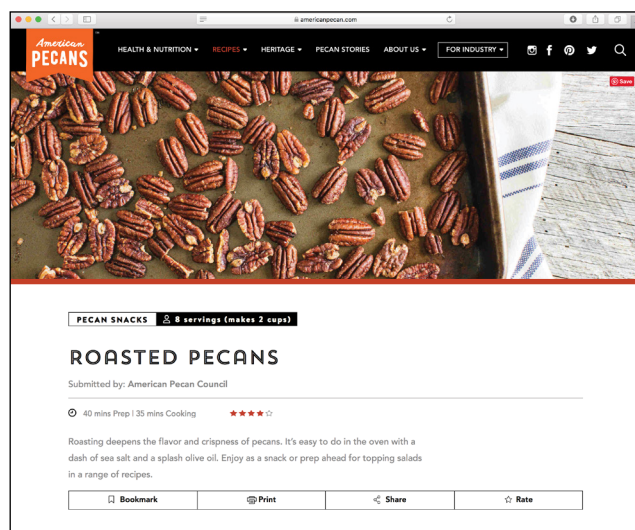 americanpecan.com
American
PECANS
™
HEALTH & NUTRITION
RECIPES
HERITAGE
PECAN STORIES
ABOUT US
FOR INDUSTRY
Save
PECAN SNACKS
8 servings (makes 2 cups)
ROASTED PECANS
Submitted by: American Pecan Council
40 mins Prep | 35 mins Cooking
Roasting deepens the flavor and crispness of pecans. It's easy to do in the oven with a
dash of sea salt and a splash olive oil. Enjoy as a snack or prep ahead for topping salads
in a range of recipes.
Bookmark
Print
Share
Rate